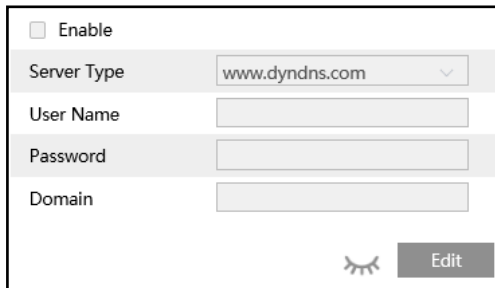 Enable
Server Type www.dyndns.com
User Name
Password
Domain
Edit